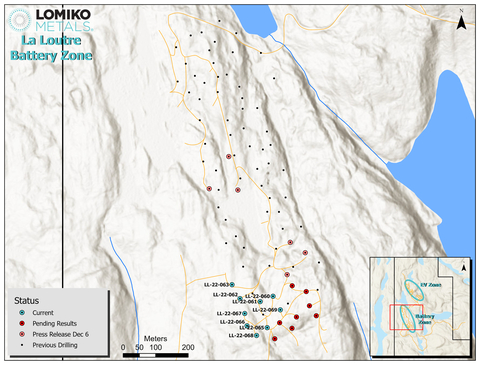 LOMIKO
METALS
La Loutre
Battery Zone
N
LL-22-063
LL-22-062
LL-22-060
LL-22-061
LL-22-067
LL-22-069
LL-22-066
LL-22-065
LL-22-068
Status
Current
Pending Results
Press Release Dec 6
Previous Drilling
Meters
0 100 200
EV Zone
Battery
Zone